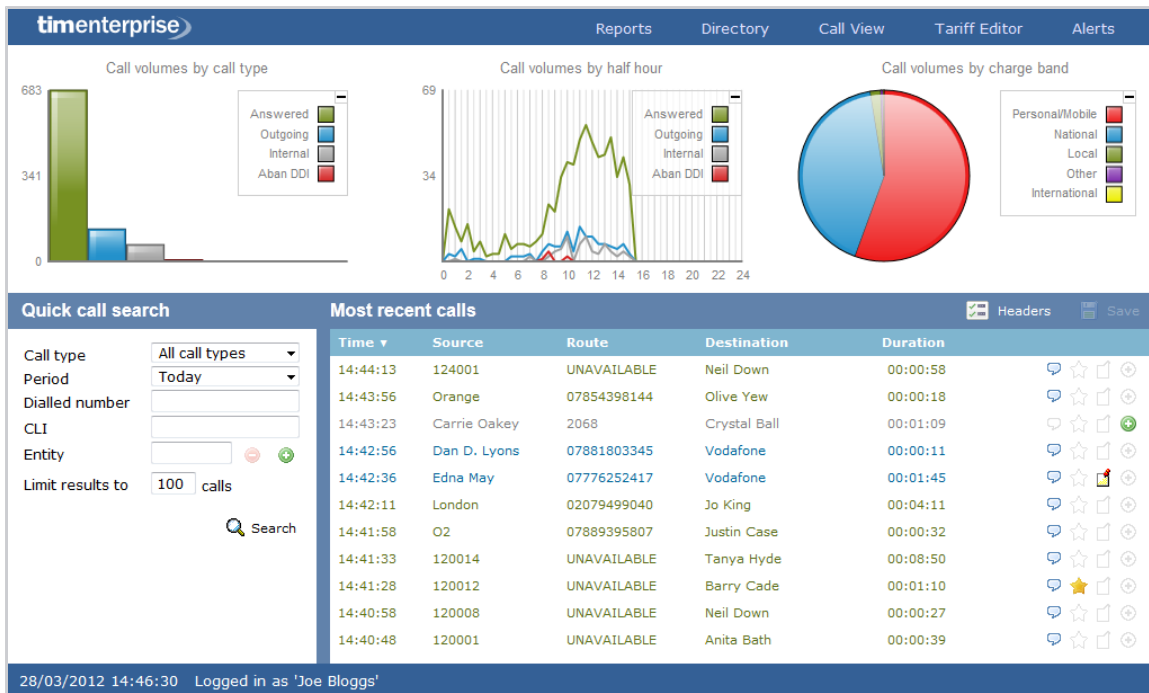 timenterprise Reports Directory Call View Tariff Editor Alerts
Call volumes by call type
683
341
0
Answered
Outgoing
Internal
Aban DDI
Call volumes by half hour
69
34
0 2 4 6 8 10 12 14 16 18 20 22 24
Answered
Outgoing
Internal
Aban DDI
Call volumes by charge band
Personal/Mobile
National
Local
Other
International
Quick call search
Call type All call types
Period Today
Dialled number
CLI
Entity
Limit results to 100 calls
Search
Most recent calls Headers Save
Time Source Route Destination Duration
14:44:13 124001 UNAVAILABLE Neil Down 00:00:58
14:43:56 Orange 07854398144 Olive Yew 00:00:18
14:43:23 Carrie Oakey 2068 Crystal Ball 00:01:09
14:42:56 Dan D. Lyons 07881803345 Vodafone 00:00:11
14:42:36 Edna May 07776252417 Vodafone 00:01:45
14:42:11 London 02079499040 Jo King 00:04:11
14:41:58 O2 07889395807 Justin Case 00:00:32
14:41:33 120014 UNAVAILABLE Tanya Hyde 00:08:50
14:41:28 120012 UNAVAILABLE Barry Cade 00:01:10
14:40:58 120008 UNAVAILABLE Neil Down 00:00:27
14:40:48 120001 UNAVAILABLE Anita Bath 00:00:39
28/03/2012 14:46:30 Logged in as 'Joe Bloggs'